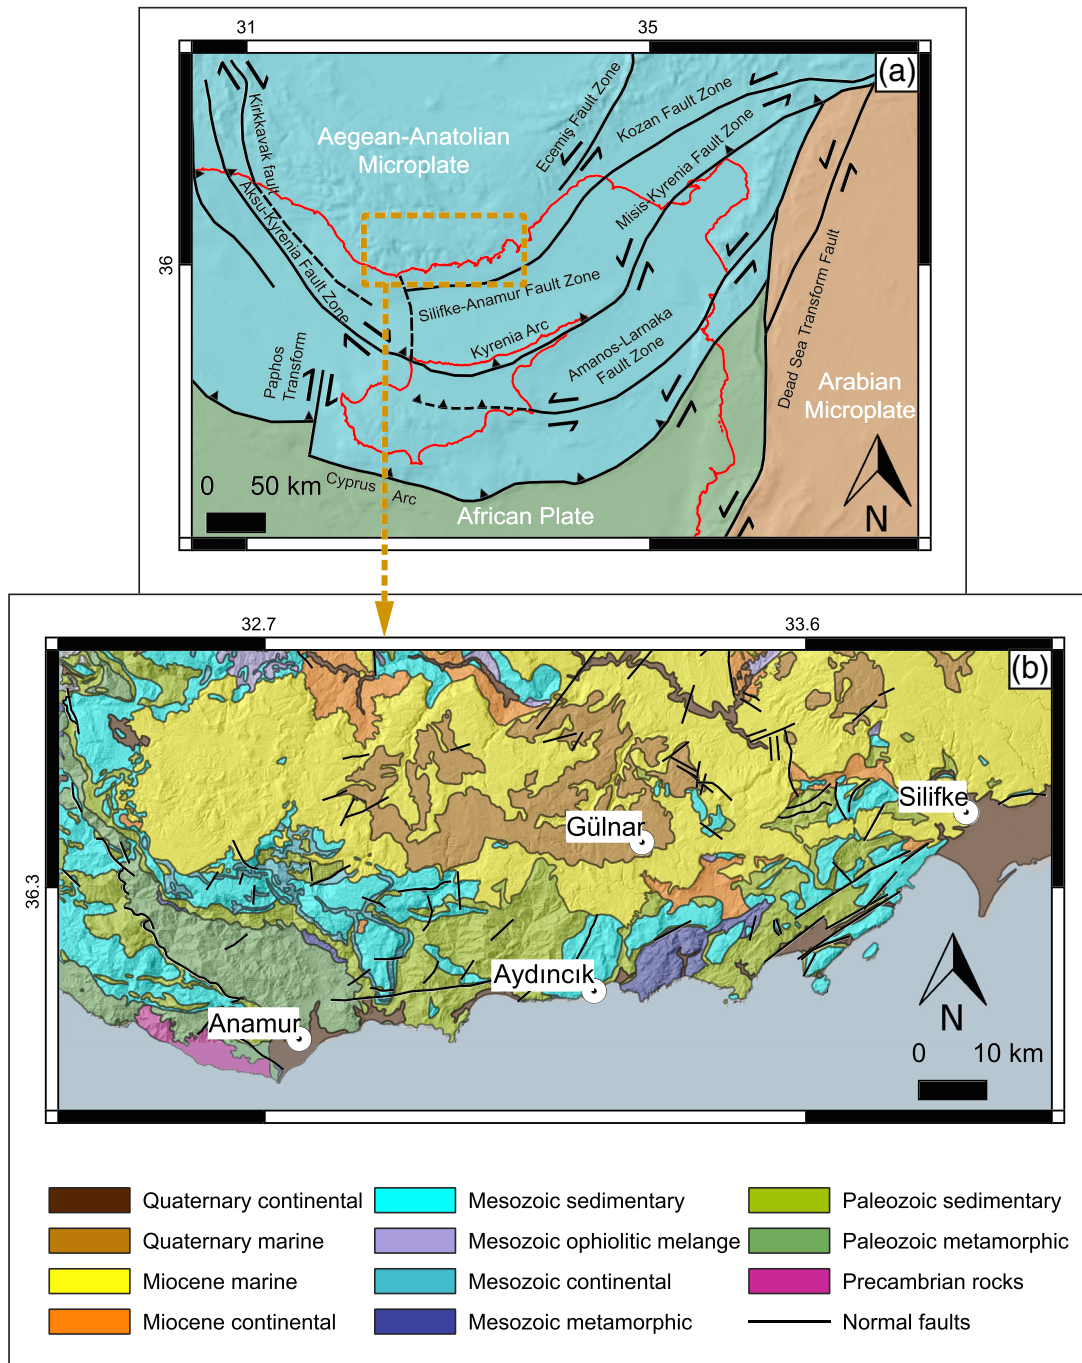 31
35
(a)
36
Aegean-Anatolian
Microplate
Kirkkavak fault
Aksu-Kyrenia Fault Zone
Ecemiş Fault Zone
Kozan Fault Zone
Misis-Kyrenia Fault Zone
Silifke-Anamur Fault Zone
Kyrenia Arc
Amanos-Larnaka
Fault Zone
Paphos
Transform
Dead Sea Transform Fault
Arabian
Microplate
Cyprus Arc
African Plate
0 50 km
N
32.7
33.6
(b)
36.3
Silifke
Gülnar
Aydıncık
Anamur
N
0 10 km
Quaternary continental
Quaternary marine
Miocene marine
Miocene continental
Mesozoic sedimentary
Mesozoic ophiolitic melange
Mesozoic continental
Mesozoic metamorphic
Paleozoic sedimentary
Paleozoic metamorphic
Precambrian rocks
Normal faults